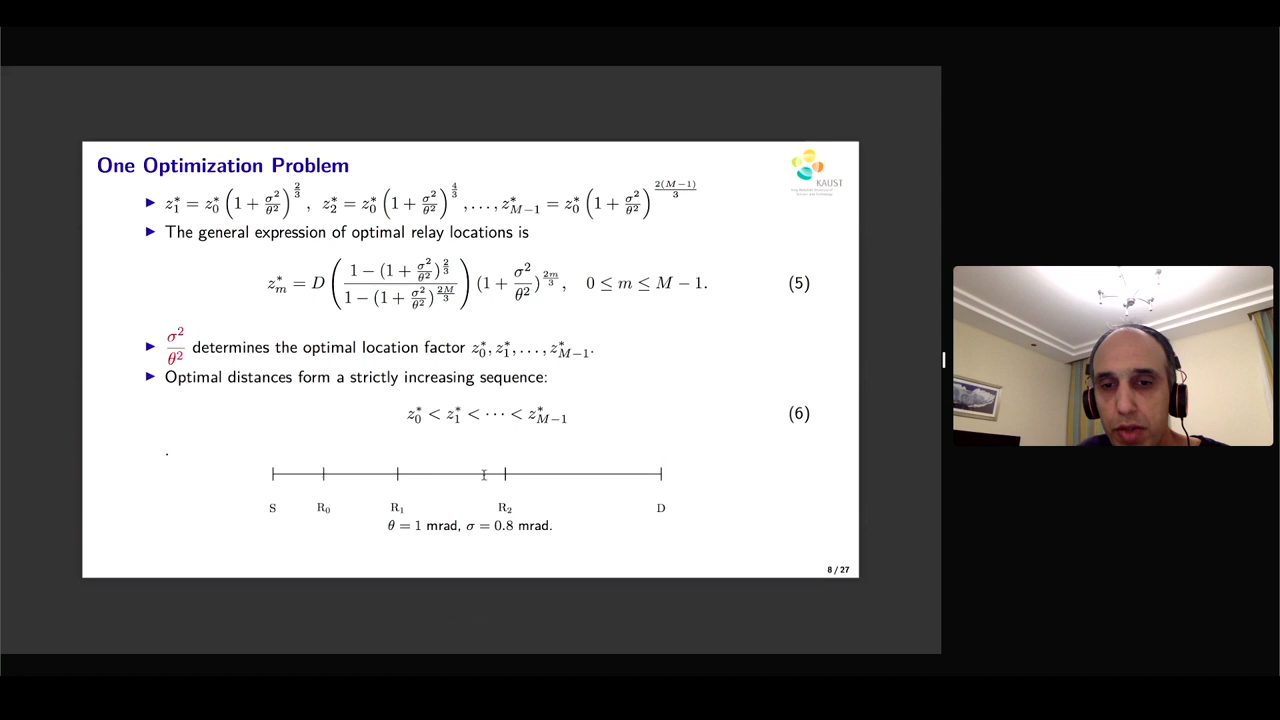 One Optimization Problem
KAUST
▶ z₁* = z₀* (1 + σ²/θ²)^(2/3), z₂* = z₀* (1 + σ²/θ²)^(4/3), . . . , z*_{M−1} = z₀* (1 + σ²/θ²)^(2(M−1)/3)
▶ The general expression of optimal relay locations is
z*_m = D ( (1 − (1 + σ²/θ²)^(2/3)) / (1 − (1 + σ²/θ²)^(2M/3)) ) (1 + σ²/θ²)^(2m/3), 0 ≤ m ≤ M − 1. (5)
▶ σ²/θ² determines the optimal location factor z₀*, z₁*, . . . , z*_{M−1}.
▶ Optimal distances form a strictly increasing sequence:
z₀* < z₁* < · · · < z*_{M−1} (6)
.
S R₀ R₁ R₂ D
θ = 1 mrad, σ = 0.8 mrad.
8 / 27